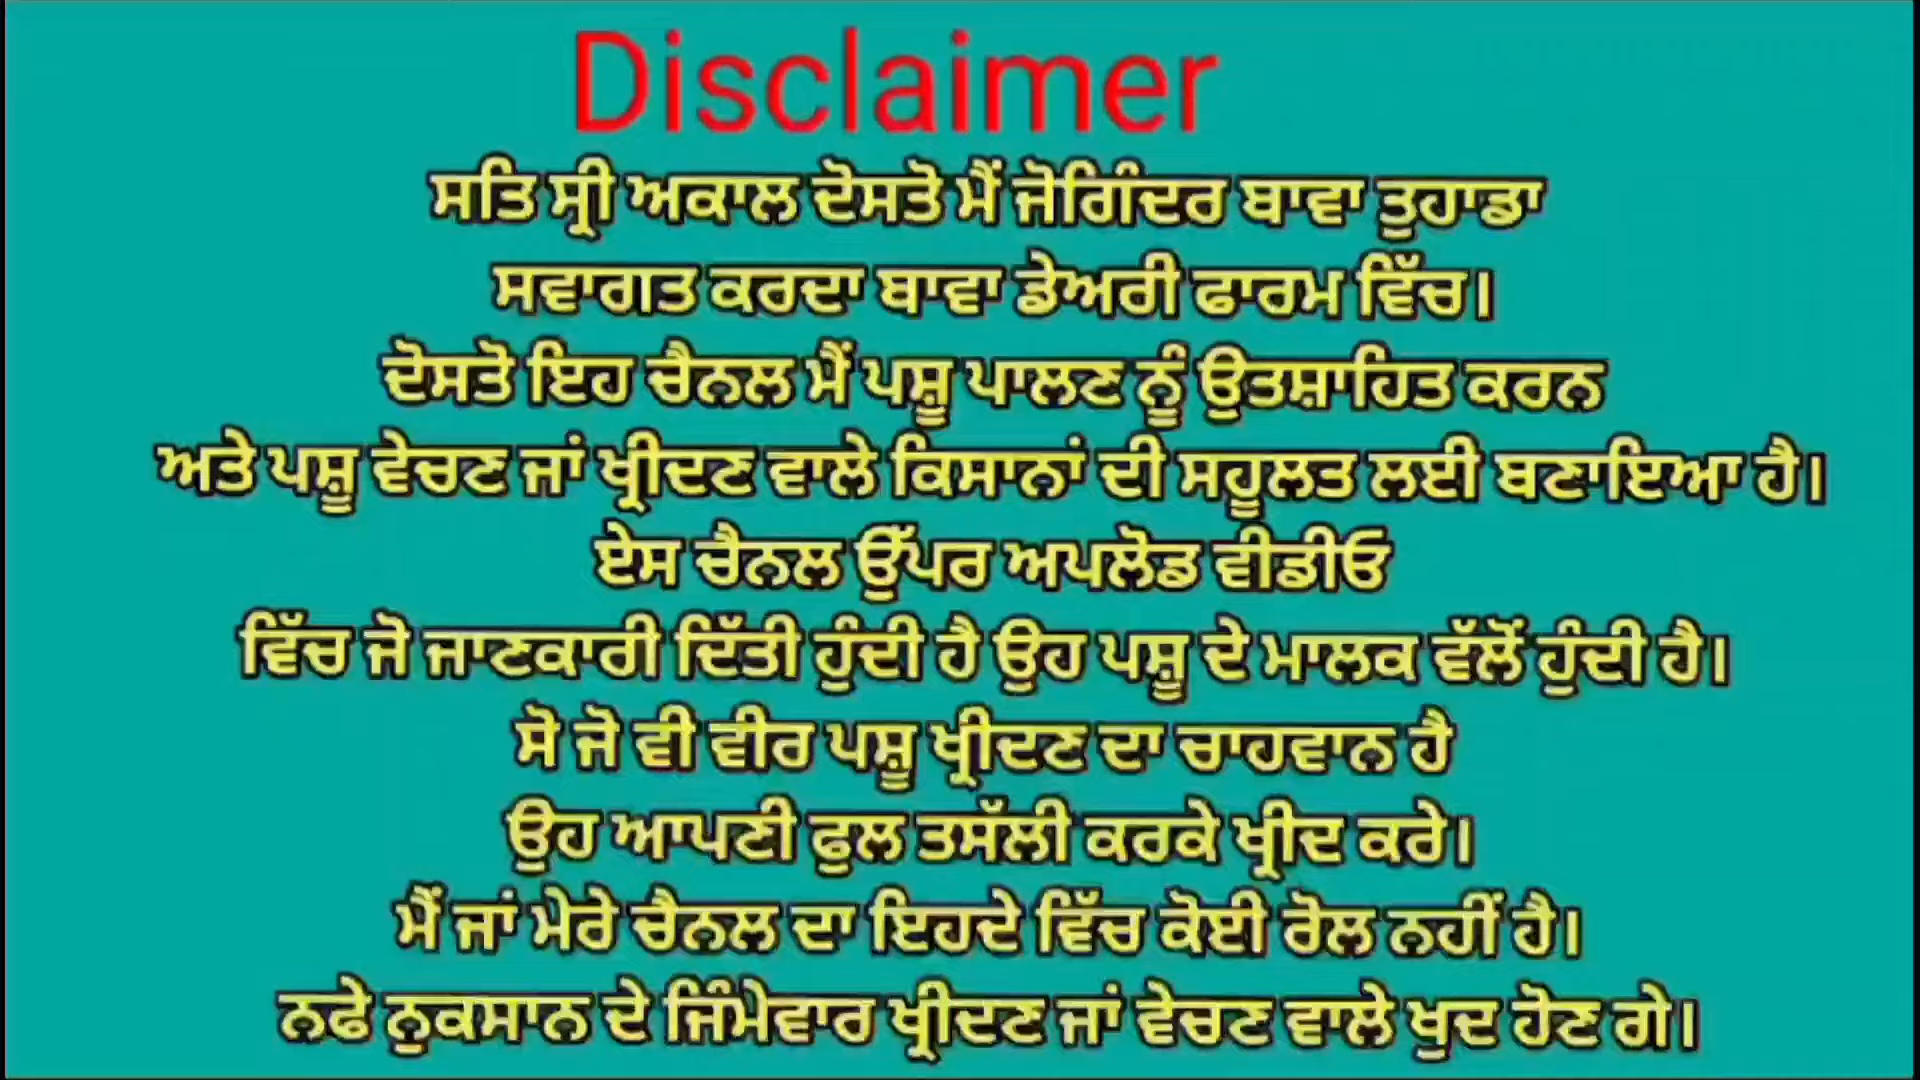 Disclaimer
ਸਤਿ ਸ੍ਰੀ ਅਕਾਲ ਦੋਸਤੋ ਮੈਂ ਜੋਗਿੰਦਰ ਬਾਵਾ ਤੁਹਾਡਾ
ਸਵਾਗਤ ਕਰਦਾ ਬਾਵਾ ਡੇਅਰੀ ਫਾਰਮ ਵਿੱਚ।
ਦੋਸਤੋ ਇਹ ਚੈਨਲ ਮੈਂ ਪਸ਼ੂ ਪਾਲਣ ਨੂੰ ਉਤਸ਼ਾਹਿਤ ਕਰਨ
ਅਤੇ ਪਸ਼ੂ ਵੇਚਣ ਜਾਂ ਖ੍ਰੀਦਣ ਵਾਲੇ ਕਿਸਾਨਾਂ ਦੀ ਸਹੂਲਤ ਲਈ ਬਣਾਇਆ ਹੈ।
ਏਸ ਚੈਨਲ ਉੱਪਰ ਅਪਲੋਡ ਵੀਡੀਓ
ਵਿੱਚ ਜੋ ਜਾਣਕਾਰੀ ਦਿੱਤੀ ਹੁੰਦੀ ਹੈ ਉਹ ਪਸ਼ੂ ਦੇ ਮਾਲਕ ਵੱਲੋਂ ਹੁੰਦੀ ਹੈ।
ਸੋ ਜੋ ਵੀ ਵੀਰ ਪਸ਼ੂ ਖ੍ਰੀਦਣ ਦਾ ਚਾਹਵਾਨ ਹੈ
ਉਹ ਆਪਣੀ ਫੁਲ ਤਸੱਲੀ ਕਰਕੇ ਖ੍ਰੀਦ ਕਰੇ।
ਮੈਂ ਜਾਂ ਮੇਰੇ ਚੈਨਲ ਦਾ ਇਹਦੇ ਵਿੱਚ ਕੋਈ ਰੋਲ ਨਹੀਂ ਹੈ।
ਨਫੇ ਨੁਕਸਾਨ ਦੇ ਜਿੰਮੇਵਾਰ ਖ੍ਰੀਦਣ ਜਾਂ ਵੇਚਣ ਵਾਲੇ ਖੁਦ ਹੋਣ ਗੇ।